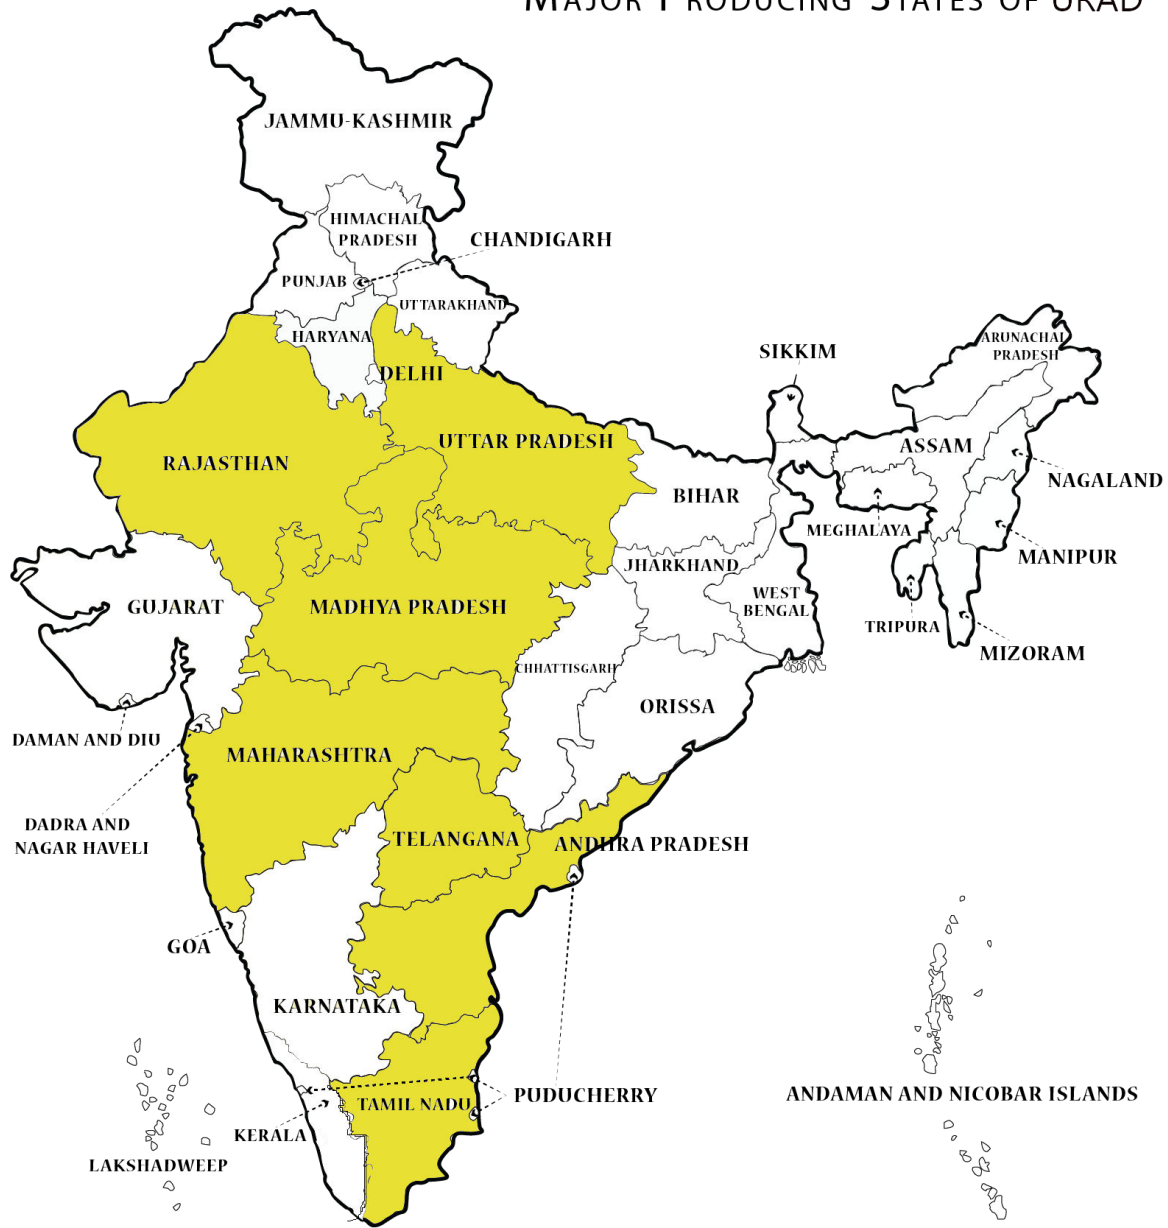 MAJOR PRODUCING STATES OF URAD
JAMMU-KASHMIR
HIMACHAL
PRADESH
CHANDIGARH
PUNJAB
UTTARAKHAND
HARYANA
DELHI
SIKKIM
ARUNACHAL
PRADESH
RAJASTHAN
UTTAR PRADESH
ASSAM
BIHAR
NAGALAND
MEGHALAYA
MANIPUR
JHARKHAND
GUJARAT
MADHYA PRADESH
WEST
BENGAL
TRIPURA
MIZORAM
CHHATTISGARH
ORISSA
DAMAN AND DIU
MAHARASHTRA
DADRA AND
NAGAR HAVELI
TELANGANA
ANDHRA PRADESH
GOA
KARNATAKA
PUDUCHERRY
ANDAMAN AND NICOBAR ISLANDS
TAMIL NADU
KERALA
LAKSHADWEEP